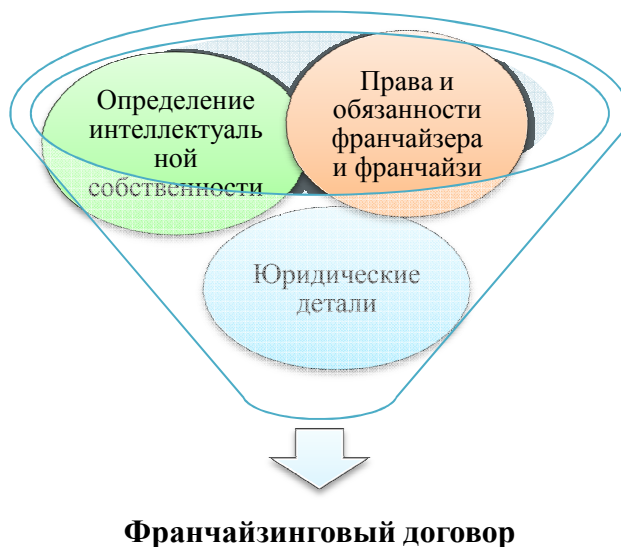 Определение
интеллектуаль
ной
собственности
Права и
обязанности
франчайзера
и франчайзи
Юридические
детали
Франчайзинговый договор